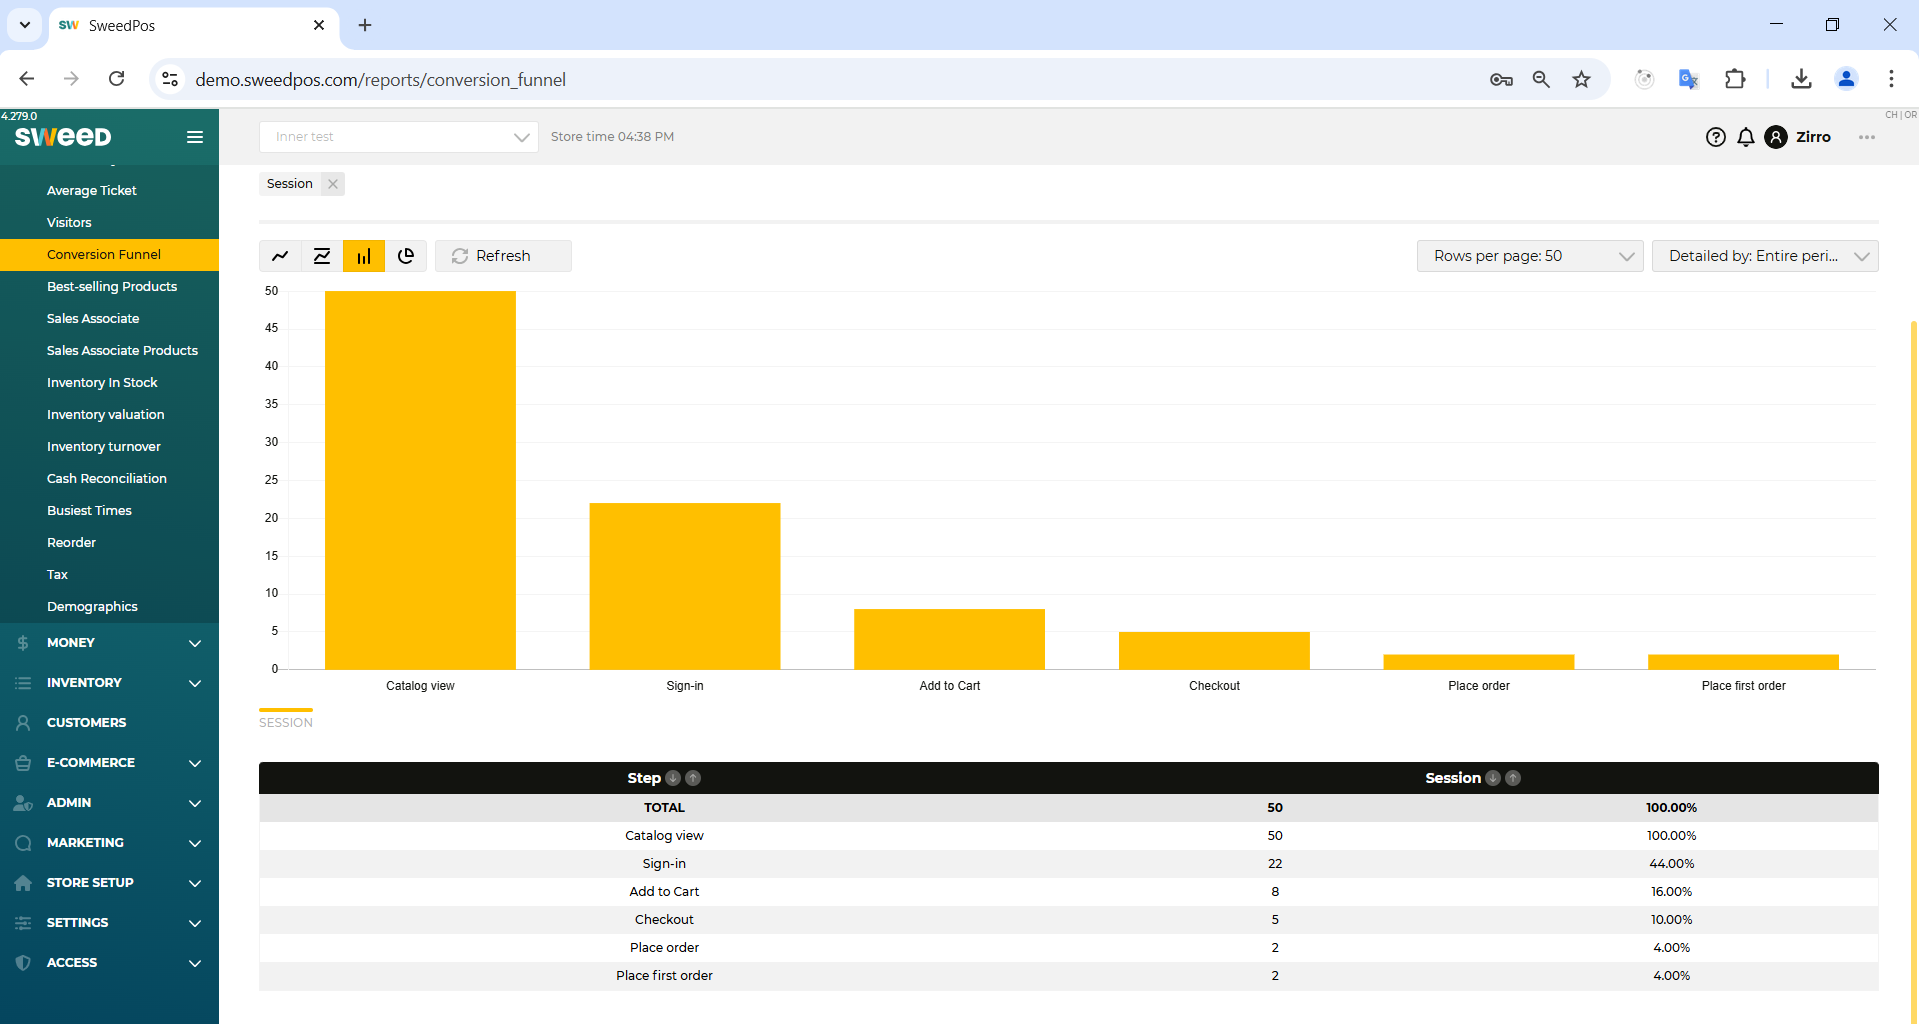 SW SweedPos
demo.sweedpos.com/reports/conversion_funnel
4.279.0
SWEED
Inner test
Store time 04:38 PM
CH | OR
Zirro
Average Ticket
Visitors
Conversion Funnel
Best-selling Products
Sales Associate
Sales Associate Products
Inventory In Stock
Inventory valuation
Inventory turnover
Cash Reconciliation
Busiest Times
Reorder
Tax
Demographics
MONEY
INVENTORY
CUSTOMERS
E-COMMERCE
ADMIN
MARKETING
STORE SETUP
SETTINGS
ACCESS
Session
Refresh
Rows per page: 50
Detailed by: Entire peri...
50
45
40
35
30
25
20
15
10
5
0
Catalog view Sign-in Add to Cart Checkout Place order Place first order
SESSION
Step Session
TOTAL 50 100.00%
Catalog view 50 100.00%
Sign-in 22 44.00%
Add to Cart 8 16.00%
Checkout 5 10.00%
Place order 2 4.00%
Place first order 2 4.00%